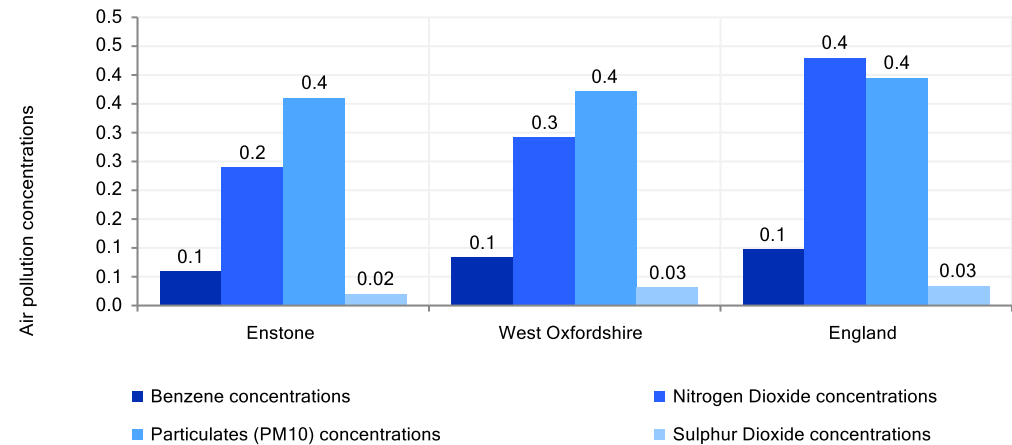 Air pollution concentrations
0.5
0.5
0.4
0.4
0.3
0.3
0.2
0.2
0.1
0.1
0.0
0.1
0.2
0.4
0.02
0.1
0.3
0.4
0.03
0.1
0.4
0.4
0.03
Enstone
West Oxfordshire
England
Benzene concentrations
Nitrogen Dioxide concentrations
Particulates (PM10) concentrations
Sulphur Dioxide concentrations